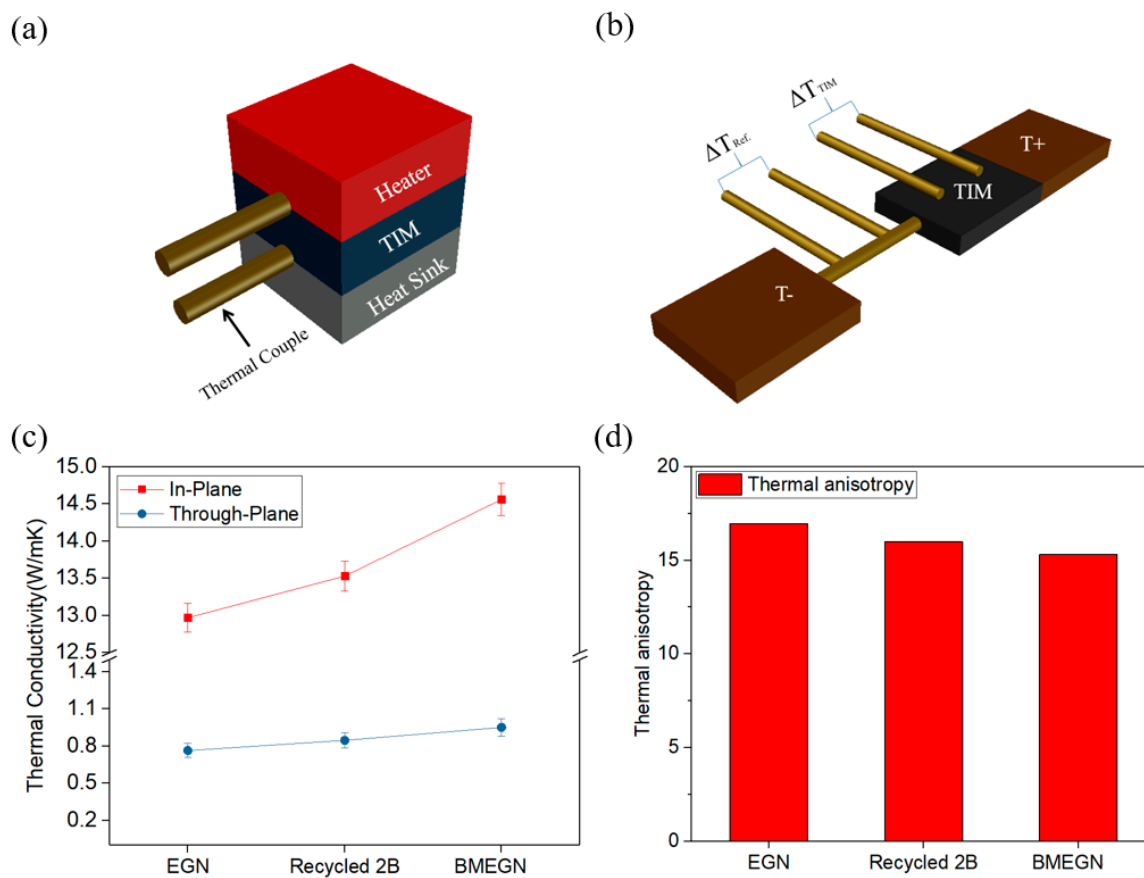 (a)
Heater
TIM
Heat Sink
Thermal Couple
(b)
ΔTTIM
ΔTRef.
T+
TIM
T-
(c)
Thermal Conductivity(W/mK)
15.0
14.5
14.0
13.5
13.0
12.5
1.4
1.1
0.8
0.5
0.2
In-Plane
Through-Plane
EGN
Recycled 2B
BMEGN
(d)
Thermal anisotropy
20
15
10
5
0
Thermal anisotropy
EGN
Recycled 2B
BMEGN